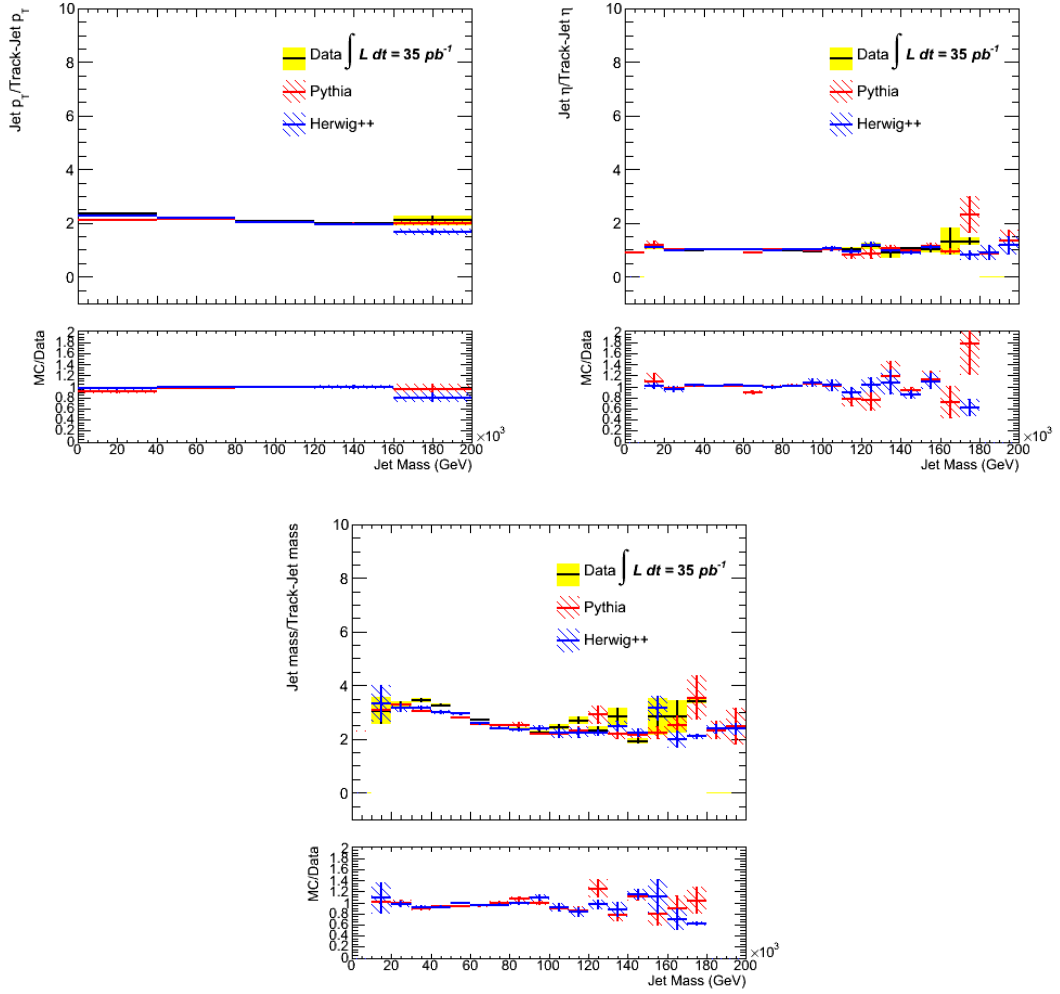 Jet p_T/Track-Jet p_T
10
8
6
4
2
0
Data ∫ L dt = 35 pb⁻¹
Pythia
Herwig++
MC/Data
2
1.8
1.6
1.4
1.2
1
0.8
0.6
0.4
0.2
0
0 20 40 60 80 100 120 140 160 180 200
×10³
Jet Mass (GeV)
Jet η/Track-Jet η
10
8
6
4
2
0
Data ∫ L dt = 35 pb⁻¹
Pythia
Herwig++
MC/Data
2
1.8
1.6
1.4
1.2
1
0.8
0.6
0.4
0.2
0
0 20 40 60 80 100 120 140 160 180 200
×10³
Jet Mass (GeV)
Jet mass/Track-Jet mass
10
8
6
4
2
0
Data ∫ L dt = 35 pb⁻¹
Pythia
Herwig++
MC/Data
2
1.8
1.6
1.4
1.2
1
0.8
0.6
0.4
0.2
0
0 20 40 60 80 100 120 140 160 180 200
×10³
Jet Mass (GeV)